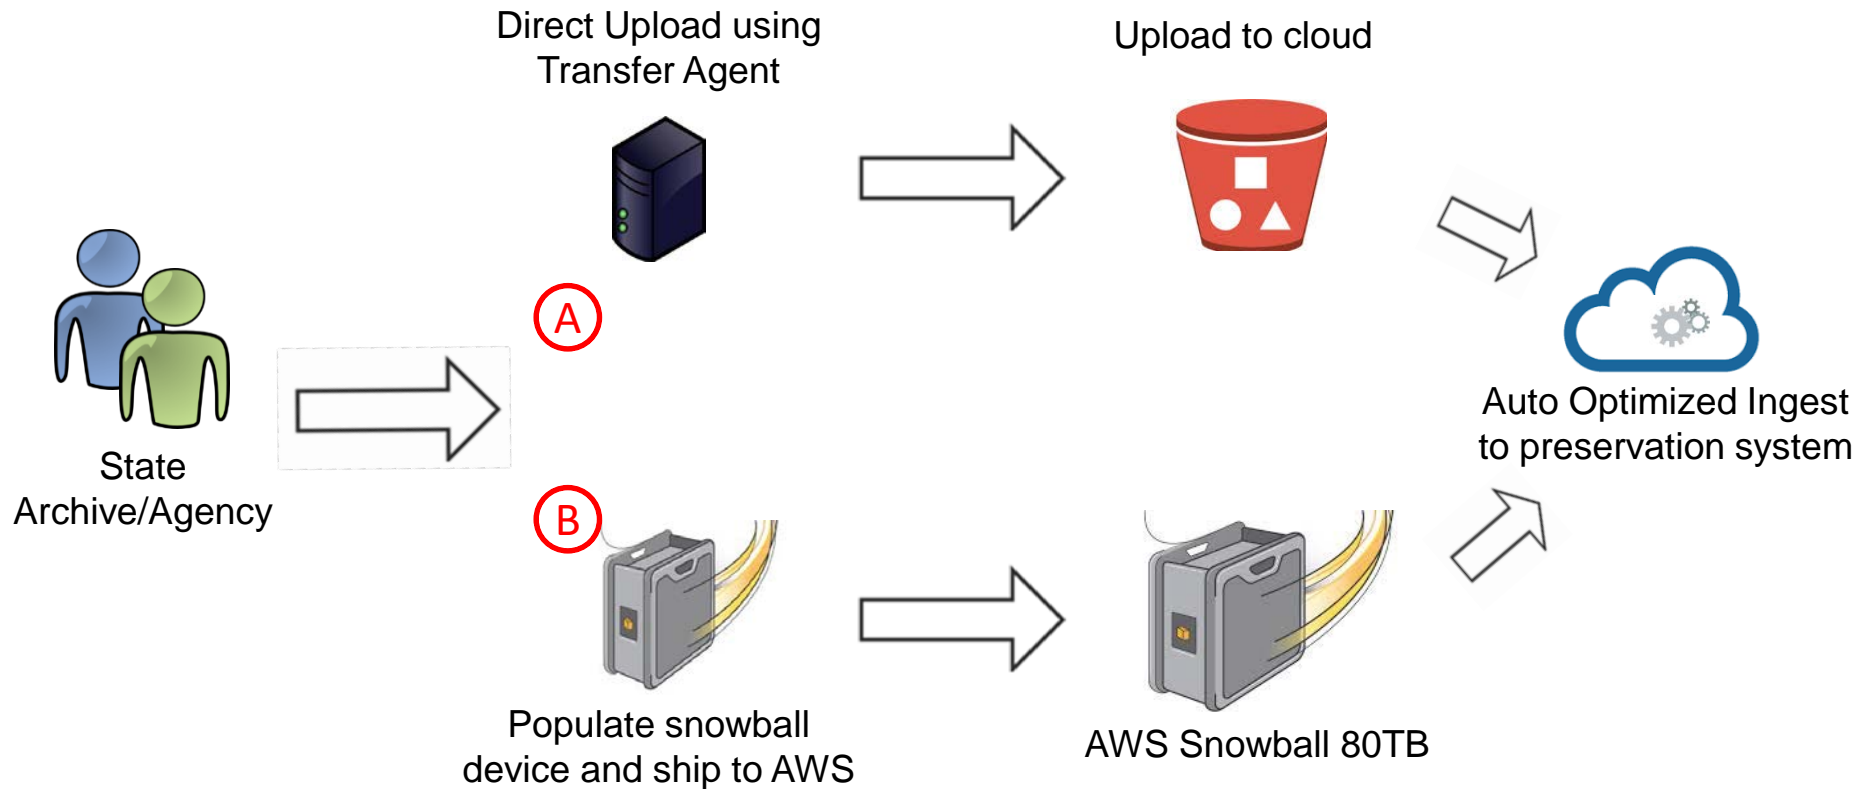 Direct Upload using
Transfer Agent
Upload to cloud
A
State
Archive/Agency
Auto Optimized Ingest
to preservation system
B
Populate snowball
device and ship to AWS
AWS Snowball 80TB